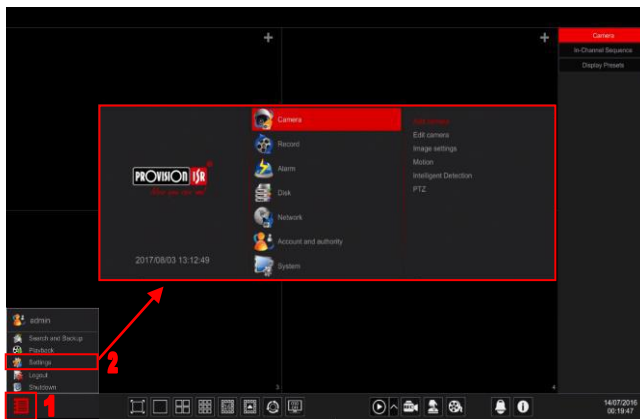 Camera
In-Channel Sequence
Display Presets
Camera
Record
Alarm
Disk
Network
Account and authority
System
Add camera
Edit camera
Image settings
Motion
Intelligent Detection
PTZ
PROVISION ISR
2017/08/03 13:12:49
admin
Search and Backup
Playback
Settings
Logout
Shutdown
1
2
3
4
14/07/2016
00:19:47